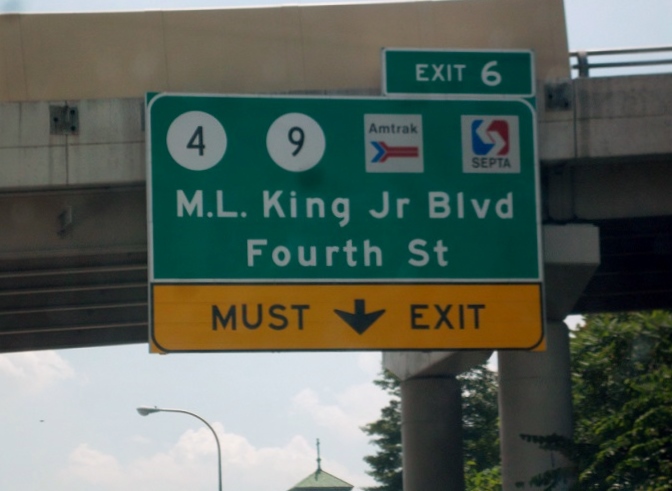 EXIT 6
4 9 Amtrak SEPTA
M.L. King Jr Blvd
Fourth St
MUST EXIT